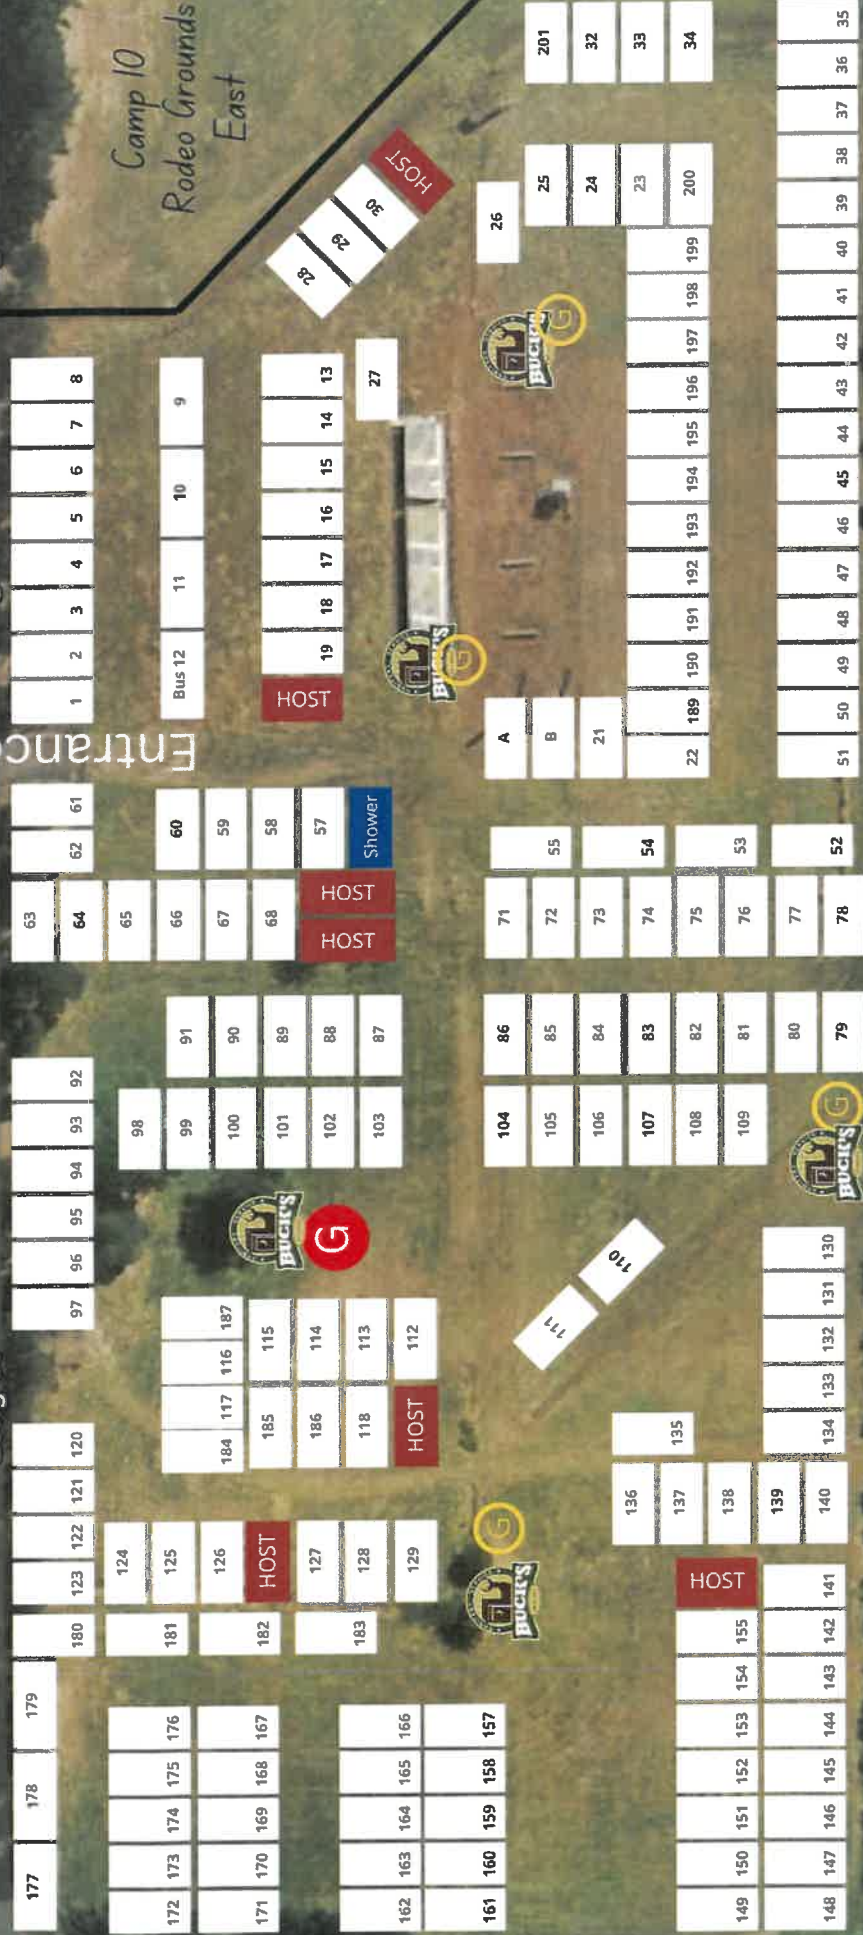 Camp 10
Rodeo Grounds
East
177 178 179 63
180 123 122 121 120 97 96 95 94 93 92 64 62 61 1 2 3 4 5 6 7 8
124 98 65
172 173 174 175 176 181 125 99 91 66 60 Bus 12 11 10 9
Entrance
126 184 117 116 187 100 90 67 59
171 170 169 168 167 182 HOST 185 115 BUCK'S 101 89 68 58 HOST
127 186 114 G 102 88 HOST 57 19 18 17 16 15 14 13 28 29 30 HOST
183 128 118 113 103 87 HOST Shower 27
162 163 164 165 166 129 HOST 112
BUCK'S G
161 160 159 158 157 G 104 86 71 A 26
BUCK'S 111 105 85 72 55 B BUCK'S G 25 201
110 106 84 73 21 24 32
136 107 83 74 54 23 33
137 135 108 82 75 22 189 190 191 192 193 194 195 196 197 198 199 200 34
149 150 151 152 153 154 155 HOST 138 109 81 76 53
139 80 77
148 147 146 145 144 143 142 141 140 134 133 132 131 130 BUCK'S G 79 78 52 51 50 49 48 47 46 45 44 43 42 41 40 39 38 37 36 35